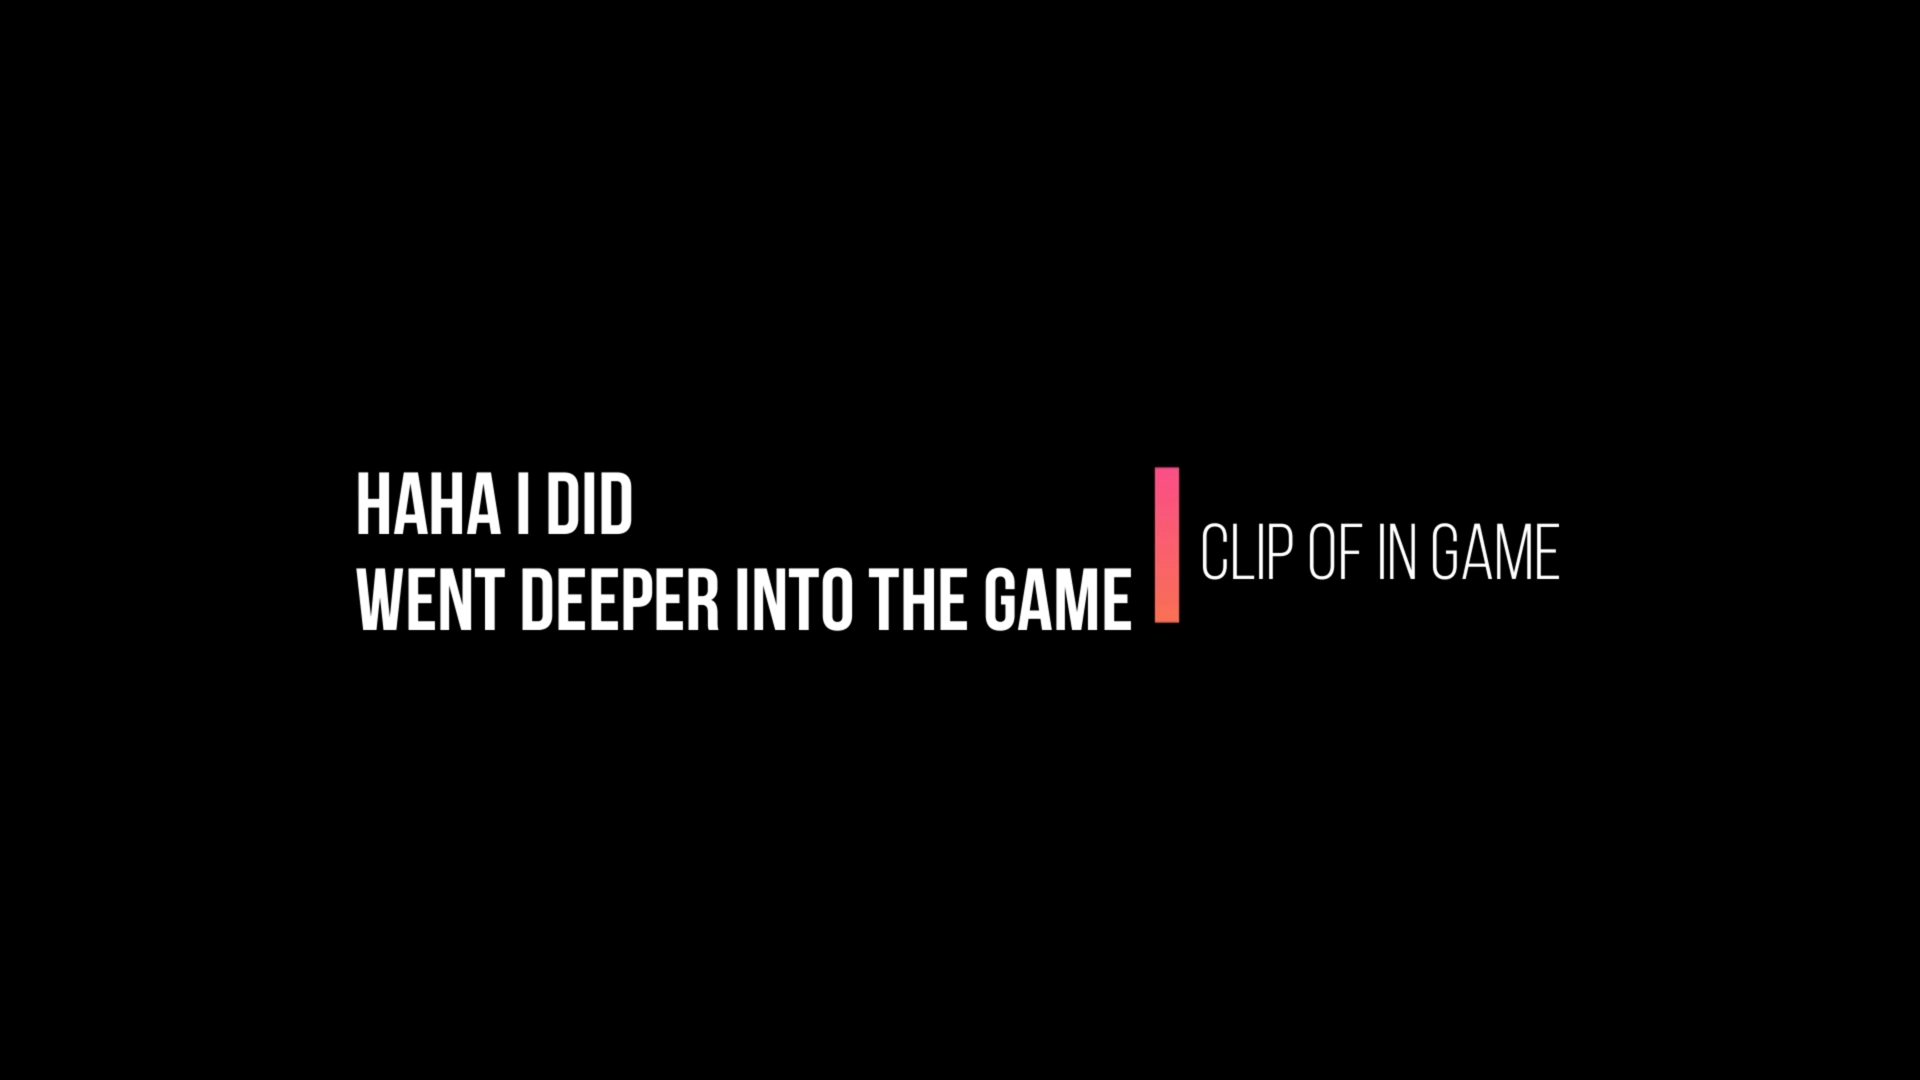 HAHA I DID
WENT DEEPER INTO THE GAME
CLIP OF IN GAME